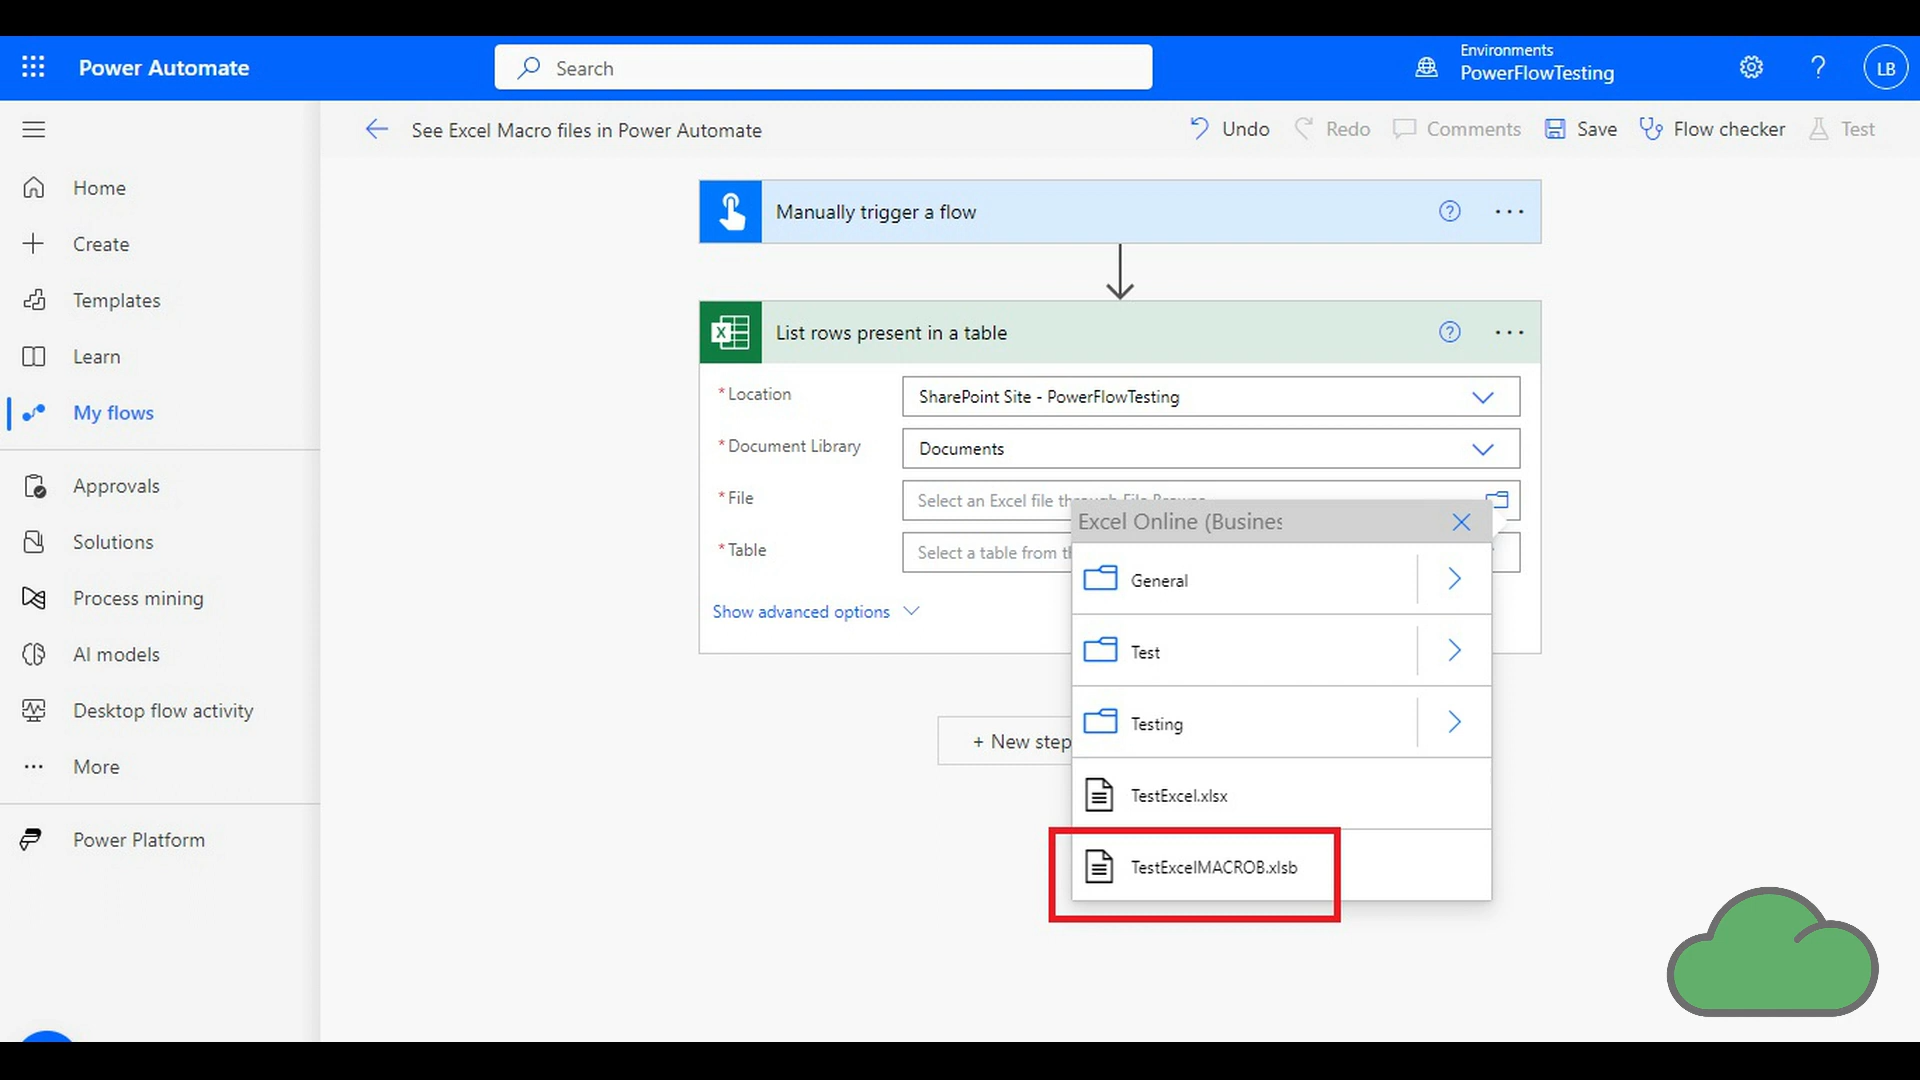 Power Automate
Search
Environments
PowerFlowTesting
LB
See Excel Macro files in Power Automate
Undo
Redo
Comments
Save
Flow checker
Test
Home
Create
Templates
Learn
My flows
Approvals
Solutions
Process mining
AI models
Desktop flow activity
More
Power Platform
Manually trigger a flow
List rows present in a table
* Location
SharePoint Site - PowerFlowTesting
* Document Library
Documents
* File
Select an Excel file through File Browse
* Table
Select a table from
Show advanced options
+ New step
Excel Online (Busines
General
Test
Testing
TestExcel.xlsx
TestExcelMACROB.xlsb